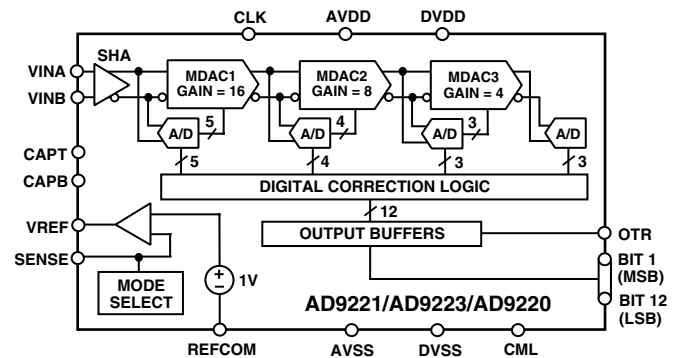 CLK AVDD DVDD
SHA
VINA
VINB
MDAC1
GAIN = 16
MDAC2
GAIN = 8
MDAC3
GAIN = 4
5 4 3
A/D A/D A/D A/D
5 4 3 3
CAPT
CAPB
DIGITAL CORRECTION LOGIC
12
VREF
OUTPUT BUFFERS
OTR
SENSE
MODE
SELECT
+
–
1V
BIT 1
(MSB)
BIT 12
(LSB)
AD9221/AD9223/AD9220
REFCOM AVSS DVSS CML